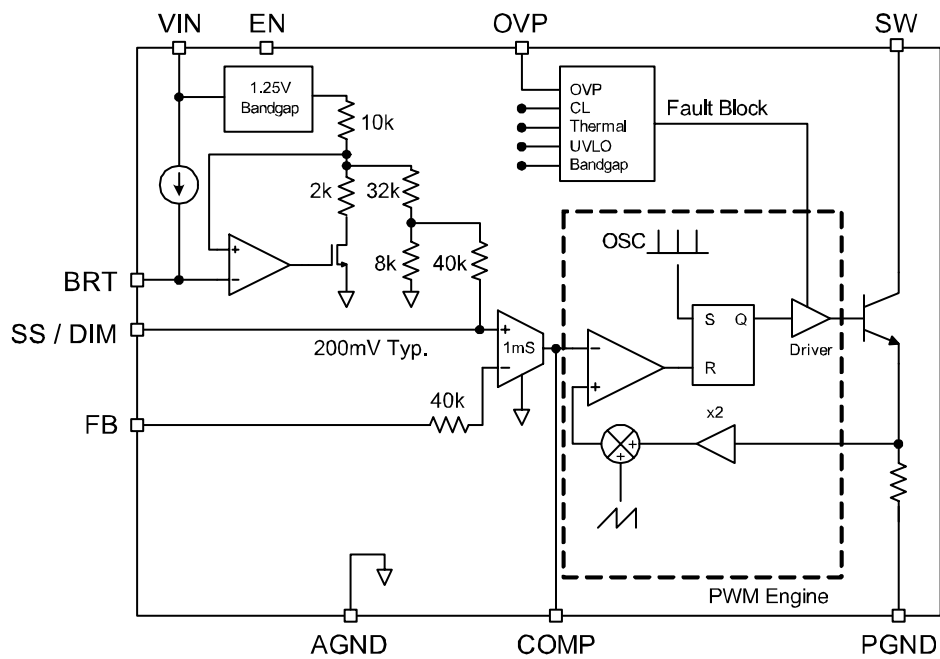 VIN
EN
OVP
SW
1.25V
Bandgap
10k
OVP
CL
Thermal
UVLO
Bandgap
Fault Block
2k
32k
8k
40k
OSC
+
−
BRT
SS / DIM
200mV Typ.
+
1mS
−
−
+
S
Q
R
Driver
40k
FB
x2
+
+
PWM Engine
AGND
COMP
PGND